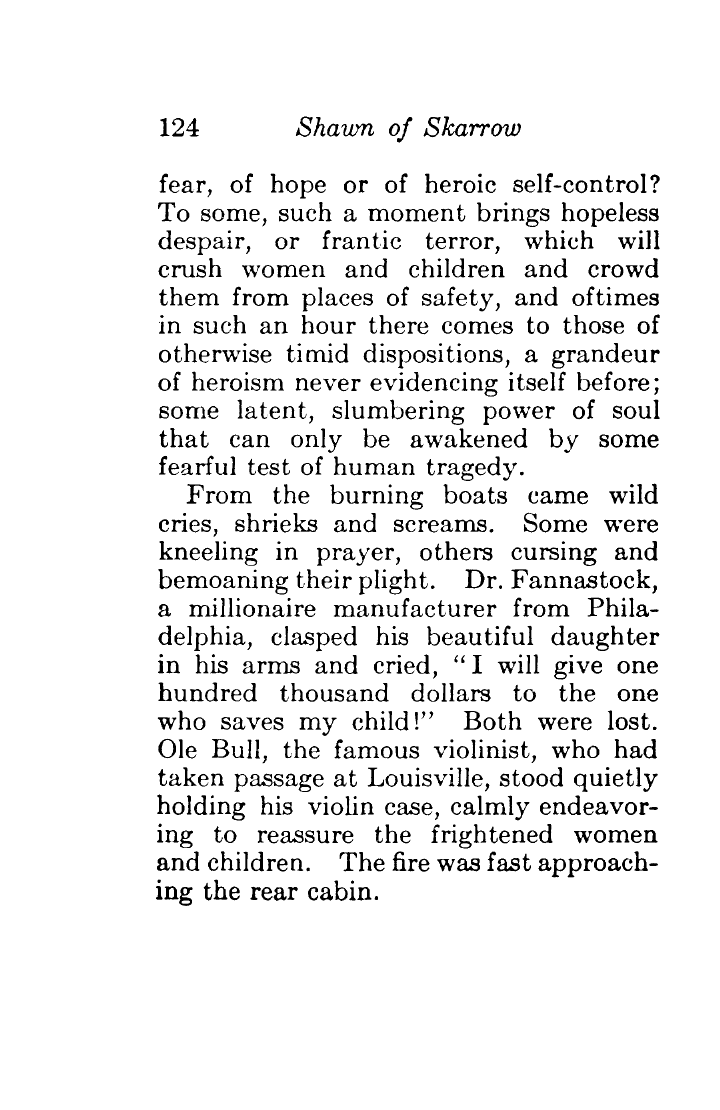 124 Shawn of Skarrow
fear, of hope or of heroic self-control?
To some, such a moment brings hopeless
despair, or frantic terror, which will
crush women and children and crowd
them from places of safety, and oftimes
in such an hour there comes to those of
otherwise timid dispositions, a grandeur
of heroism never evidencing itself before;
some latent, slumbering power of soul
that can only be awakened by some
fearful test of human tragedy.
From the burning boats came wild
cries, shrieks and screams. Some were
kneeling in prayer, others cursing and
bemoaning their plight. Dr. Fannastock,
a millionaire manufacturer from Phila-
delphia, clasped his beautiful daughter
in his arms and cried, "I will give one
hundred thousand dollars to the one
who saves my child!" Both were lost.
Ole Bull, the famous violinist, who had
taken passage at Louisville, stood quietly
holding his violin case, calmly endeavor-
ing to reassure the frightened women
and children. The fire was fast approach-
ing the rear cabin.